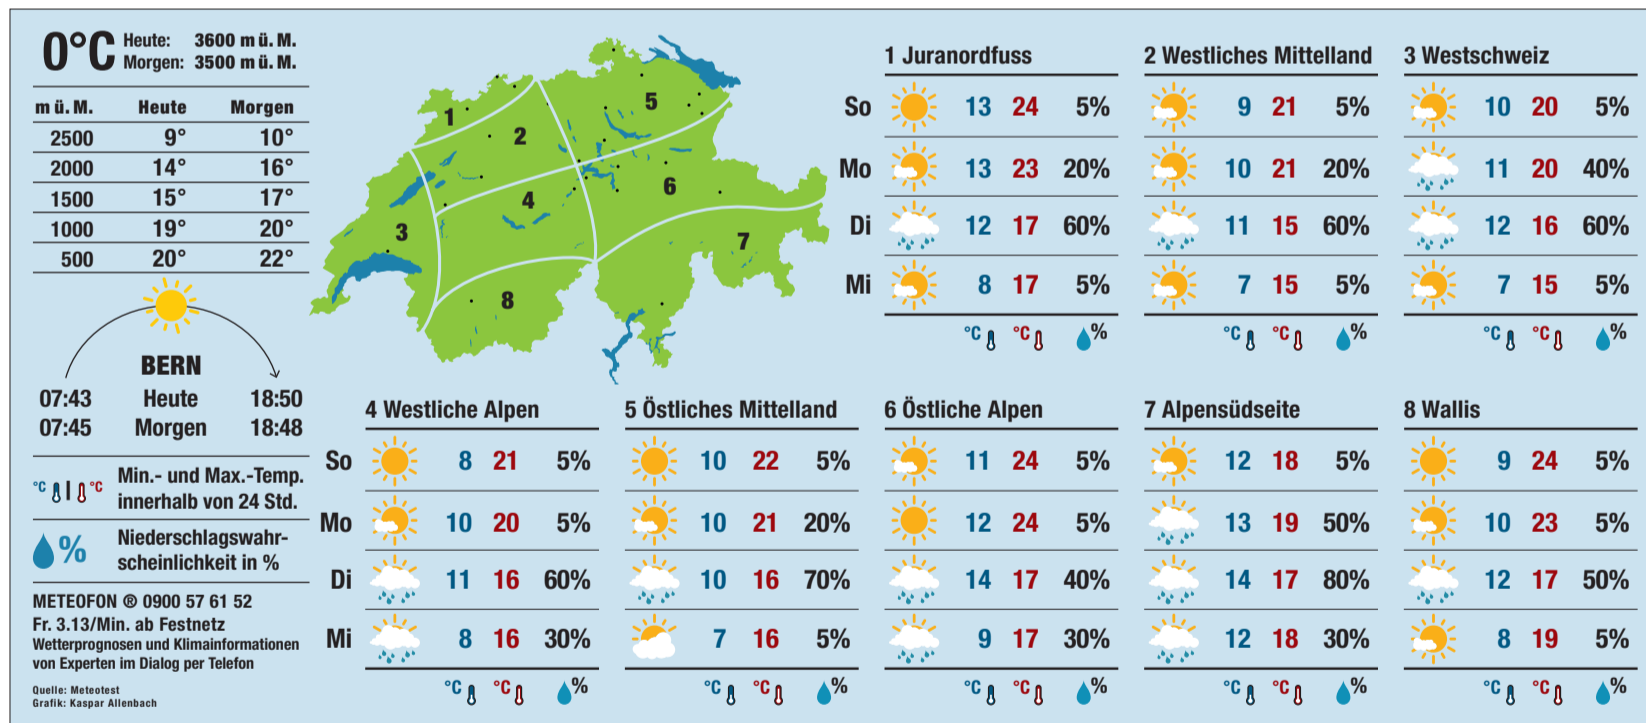 0°C
Heute: 3600 m ü. M.
Morgen: 3500 m ü. M.
m ü. M. Heute Morgen
2500 9° 10°
2000 14° 16°
1500 15° 17°
1000 19° 20°
500 20° 22°
BERN
07:43 Heute 18:50
07:45 Morgen 18:48
°C | °C Min.- und Max.-Temp.
innerhalb von 24 Std.
% Niederschlagswahr-
scheinlichkeit in %
METEOFON ® 0900 57 61 52
Fr. 3.13/Min. ab Festnetz
Wetterprognosen und Klimainformationen
von Experten im Dialog per Telefon
Quelle: Meteotest
Grafik: Kaspar Allenbach
1
2
3
4
5
6
7
8
1 Juranordfuss 2 Westliches Mittelland 3 Westschweiz
So 13 24 5% 9 21 5% 10 20 5%
Mo 13 23 20% 10 21 20% 11 20 40%
Di 12 17 60% 11 15 60% 12 16 60%
Mi 8 17 5% 7 15 5% 7 15 5%
°C °C % °C °C % °C °C %
4 Westliche Alpen 5 Östliches Mittelland 6 Östliche Alpen 7 Alpensüdseite 8 Wallis
So 8 21 5% 10 22 5% 11 24 5% 12 18 5% 9 24 5%
Mo 10 20 5% 10 21 20% 12 24 5% 13 19 50% 10 23 5%
Di 11 16 60% 10 16 70% 14 17 40% 14 17 80% 12 17 50%
Mi 8 16 30% 7 16 5% 9 17 30% 12 18 30% 8 19 5%
°C °C % °C °C % °C °C % °C °C % °C °C %